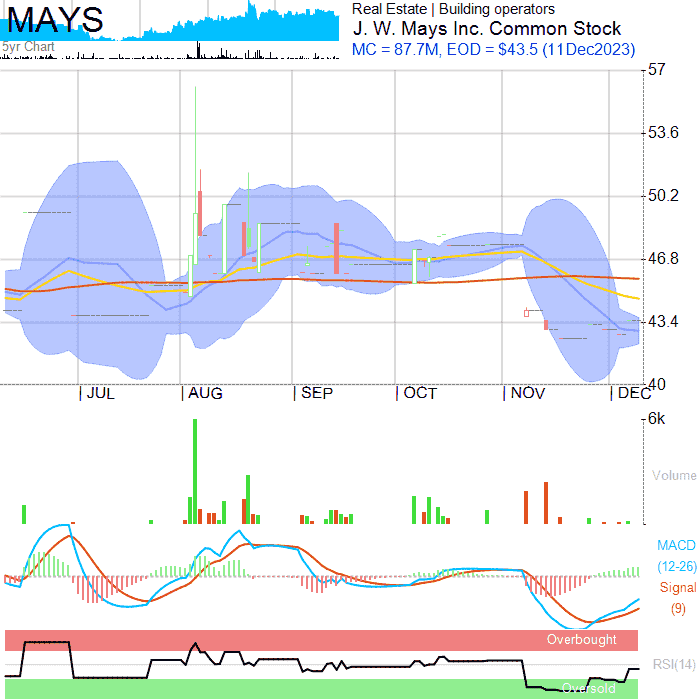 MAYS
5yr Chart
Real Estate | Building operators
J. W. Mays Inc. Common Stock
MC = 87.7M, EOD = $43.5 (11Dec2023)
57
53.6
50.2
46.8
43.4
40
JUL AUG SEP OCT NOV DEC
6k
Volume
MACD
(12-26)
Signal
(9)
Overbought
RSI(14)
Oversold